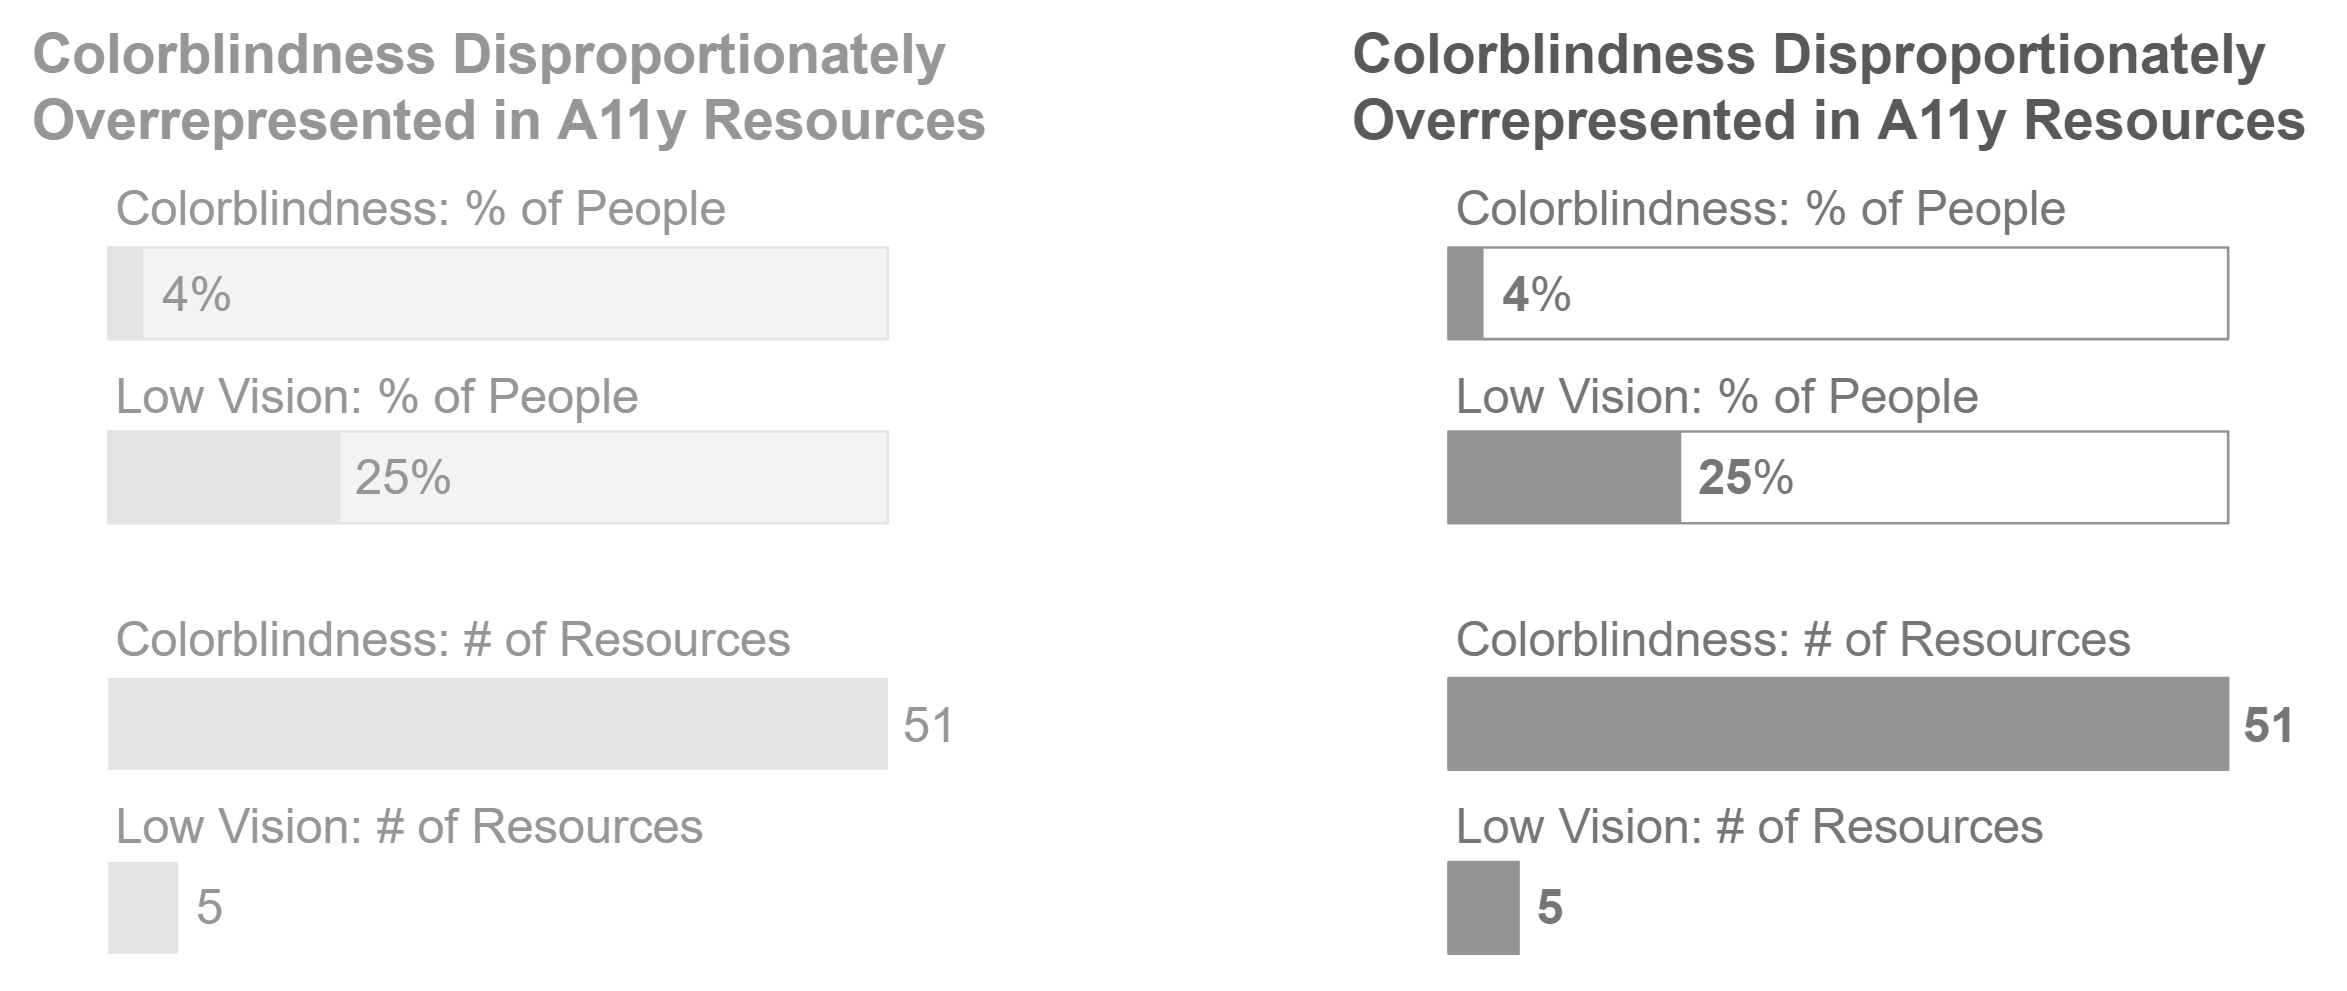 Colorblindness Disproportionately
Overrepresented in A11y Resources
Colorblindness: % of People
4%
Low Vision: % of People
25%
Colorblindness: # of Resources
51
Low Vision: # of Resources
5
Colorblindness Disproportionately
Overrepresented in A11y Resources
Colorblindness: % of People
4%
Low Vision: % of People
25%
Colorblindness: # of Resources
51
Low Vision: # of Resources
5